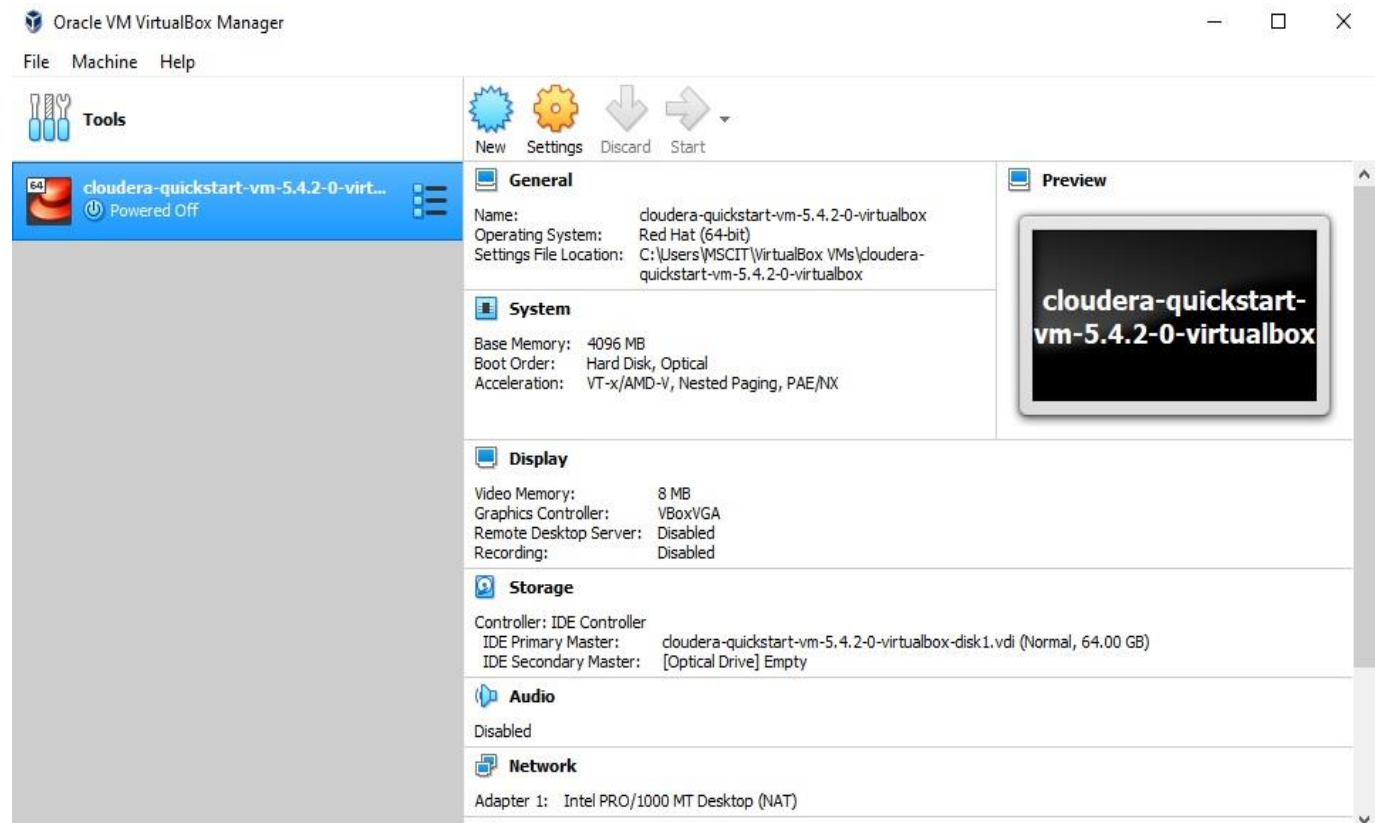 Oracle VM VirtualBox Manager
File Machine Help
Tools
New Settings Discard Start
64
cloudera-quickstart-vm-5.4.2-0-virt...
Powered Off
General
Name: cloudera-quickstart-vm-5.4.2-0-virtualbox
Operating System: Red Hat (64-bit)
Settings File Location: C:\Users\MSCIT\VirtualBox VMs\cloudera-
quickstart-vm-5.4.2-0-virtualbox
Preview
cloudera-quickstart-
vm-5.4.2-0-virtualbox
System
Base Memory: 4096 MB
Boot Order: Hard Disk, Optical
Acceleration: VT-x/AMD-V, Nested Paging, PAE/NX
Display
Video Memory: 8 MB
Graphics Controller: VBoxVGA
Remote Desktop Server: Disabled
Recording: Disabled
Storage
Controller: IDE Controller
IDE Primary Master: cloudera-quickstart-vm-5.4.2-0-virtualbox-disk1.vdi (Normal, 64.00 GB)
IDE Secondary Master: [Optical Drive] Empty
Audio
Disabled
Network
Adapter 1: Intel PRO/1000 MT Desktop (NAT)